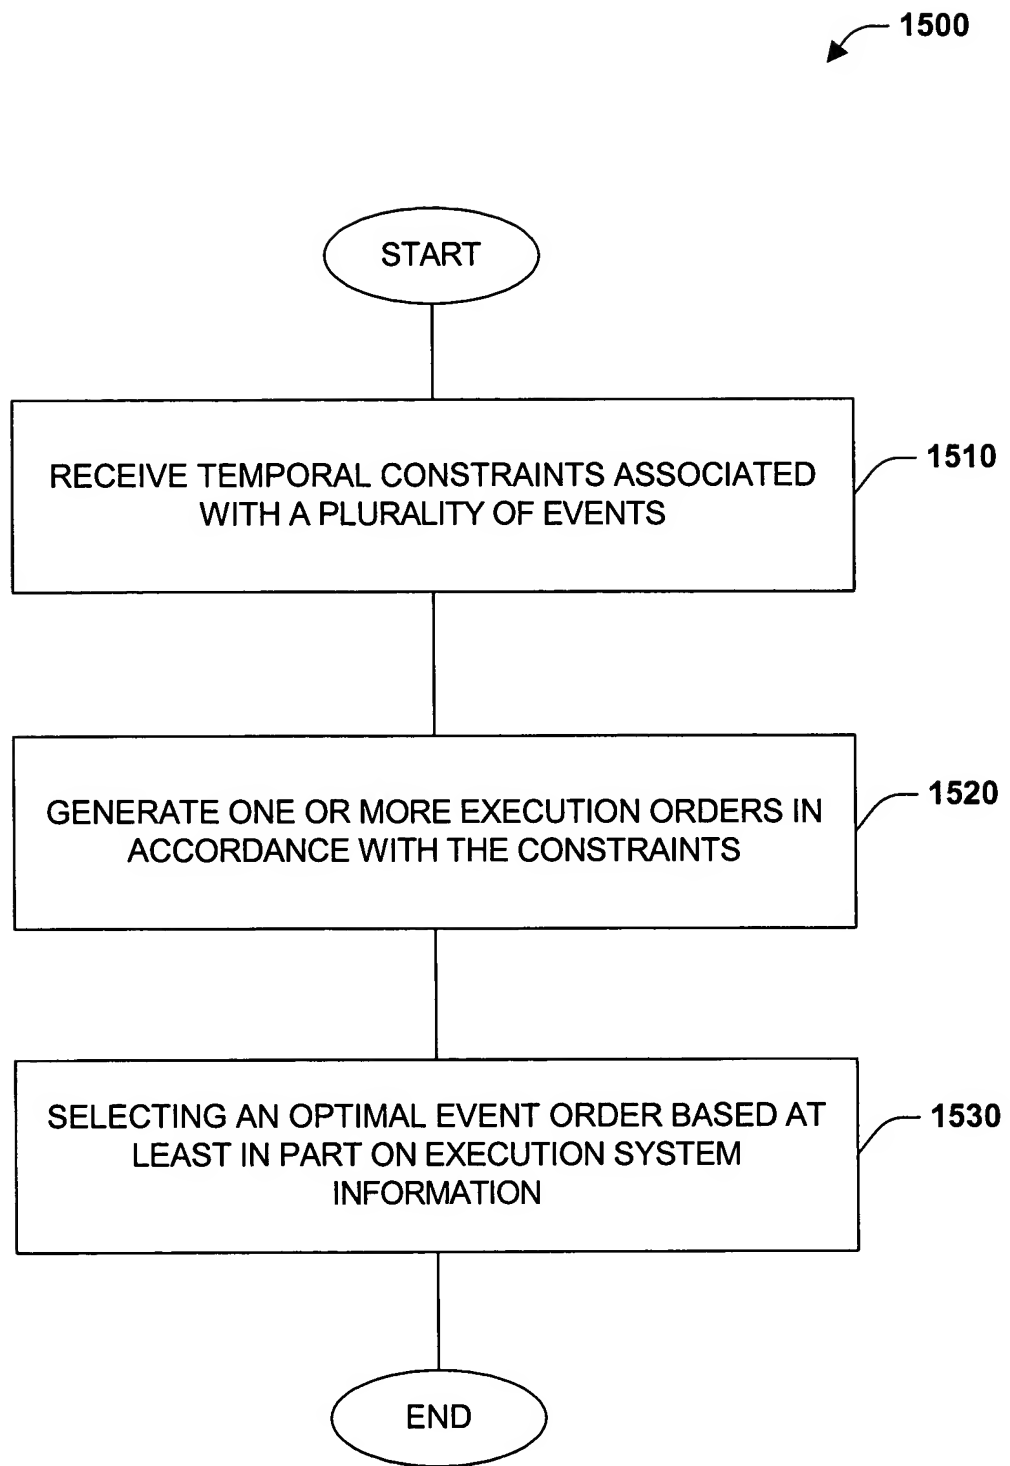 1500
START
RECEIVE TEMPORAL CONSTRAINTS ASSOCIATED
WITH A PLURALITY OF EVENTS
1510
GENERATE ONE OR MORE EXECUTION ORDERS IN
ACCORDANCE WITH THE CONSTRAINTS
1520
SELECTING AN OPTIMAL EVENT ORDER BASED AT
LEAST IN PART ON EXECUTION SYSTEM
INFORMATION
1530
END